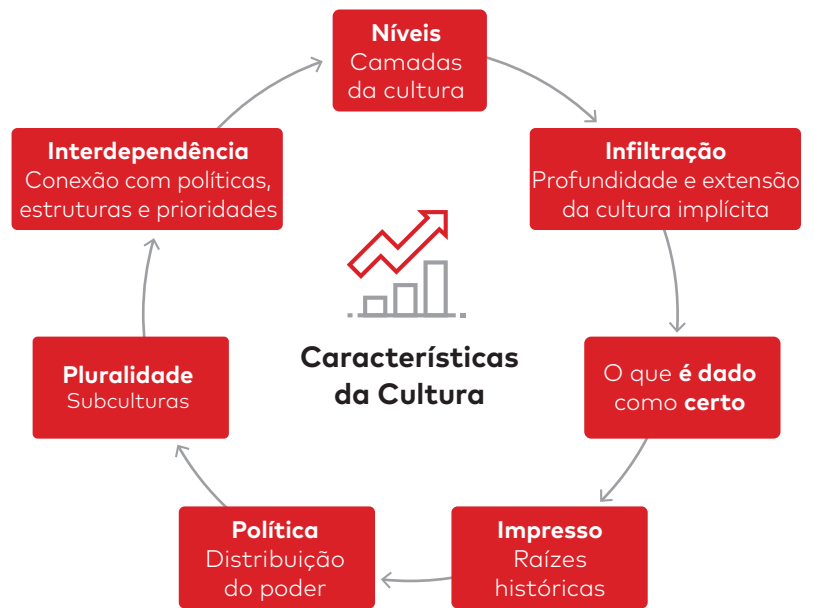 Níveis
Camadas
da cultura
Infiltração
Profundidade e extensão
da cultura implícita
O que é dado
como certo
Impresso
Raízes
históricas
Política
Distribuição
do poder
Pluralidade
Subculturas
Interdependência
Conexão com políticas,
estruturas e prioridades
Características
da Cultura